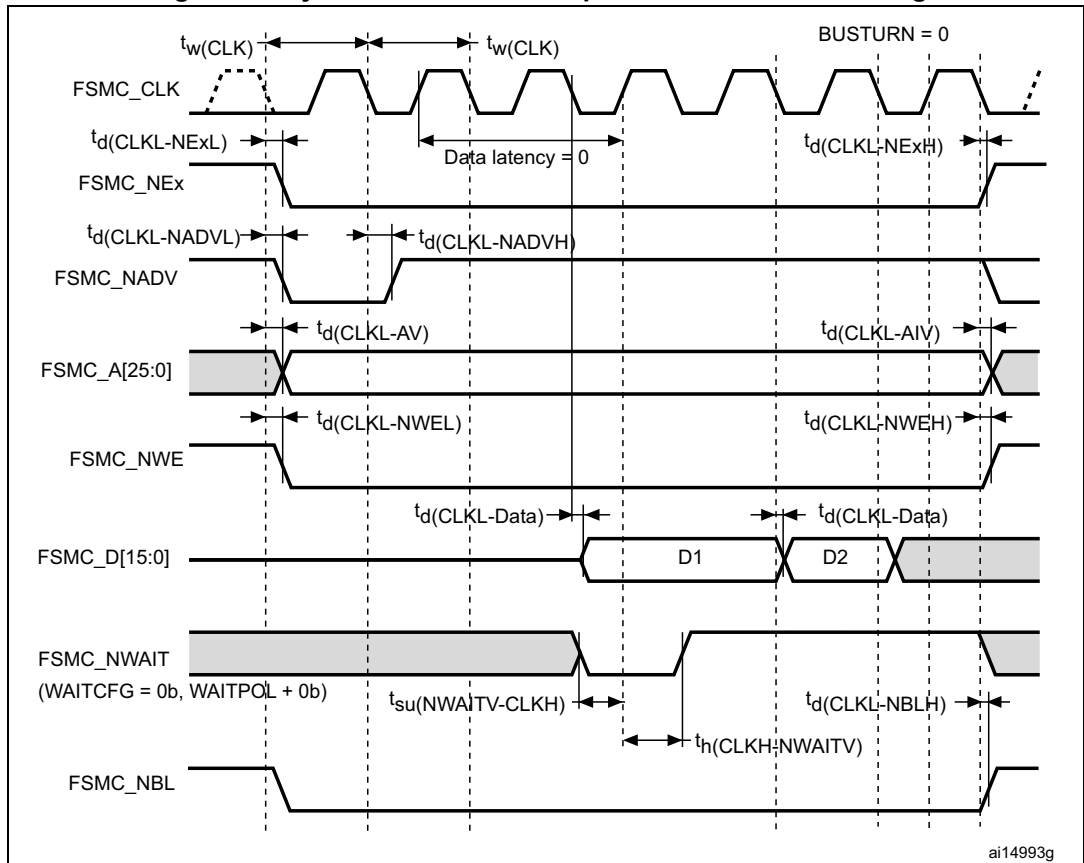 tw(CLK)
tw(CLK)
BUSTURN = 0
FSMC_CLK
td(CLKL-NExL)
Data latency = 0
td(CLKL-NExH)
FSMC_NEx
td(CLKL-NADVL)
td(CLKL-NADVH)
FSMC_NADV
td(CLKL-AV)
td(CLKL-AIV)
FSMC_A[25:0]
td(CLKL-NWEL)
td(CLKL-NWEH)
FSMC_NWE
td(CLKL-Data)
td(CLKL-Data)
FSMC_D[15:0]
D1
D2
FSMC_NWAIT
(WAITCFG = 0b, WAITPOL + 0b)
tsu(NWAITV-CLKH)
td(CLKL-NBLH)
th(CLKH-NWAITV)
FSMC_NBL
ai14993g